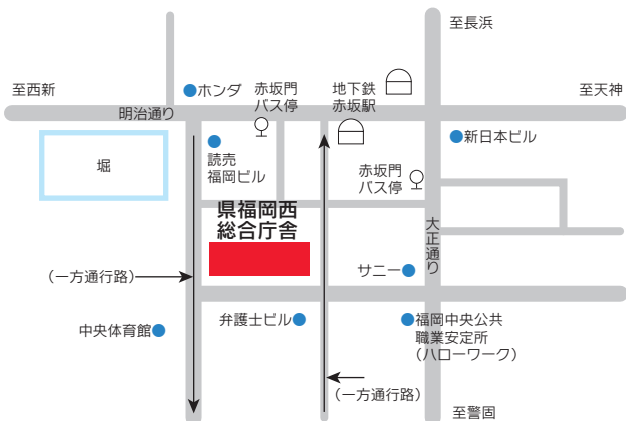 至長浜
至西新
ホンダ
赤坂門
バス停
地下鉄
赤坂駅
至天神
明治通り
新日本ビル
堀
読売
福岡ビル
赤坂門
バス停
県福岡西
総合庁舎
大正通り
(一方通行路)
サニー
中央体育館
弁護士ビル
福岡中央公共
職業安定所
(ハローワーク)
(一方通行路)
至警固